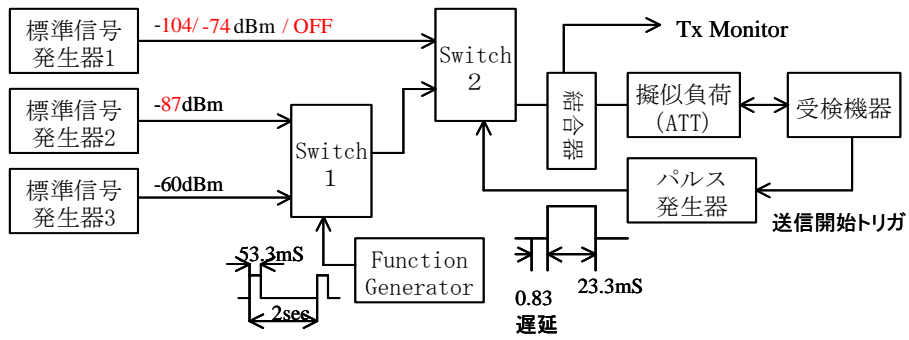 標準信号
発生器1
-104/ -74 dBm / OFF
Switch
2
Tx Monitor
結合器
擬似負荷
(ATT)
受検機器
標準信号
発生器2
-87dBm
Switch
1
標準信号
発生器3
-60dBm
パルス
発生器
送信開始トリガ
53.3mS
2sec
Function
Generator
0.83
遅延
23.3mS